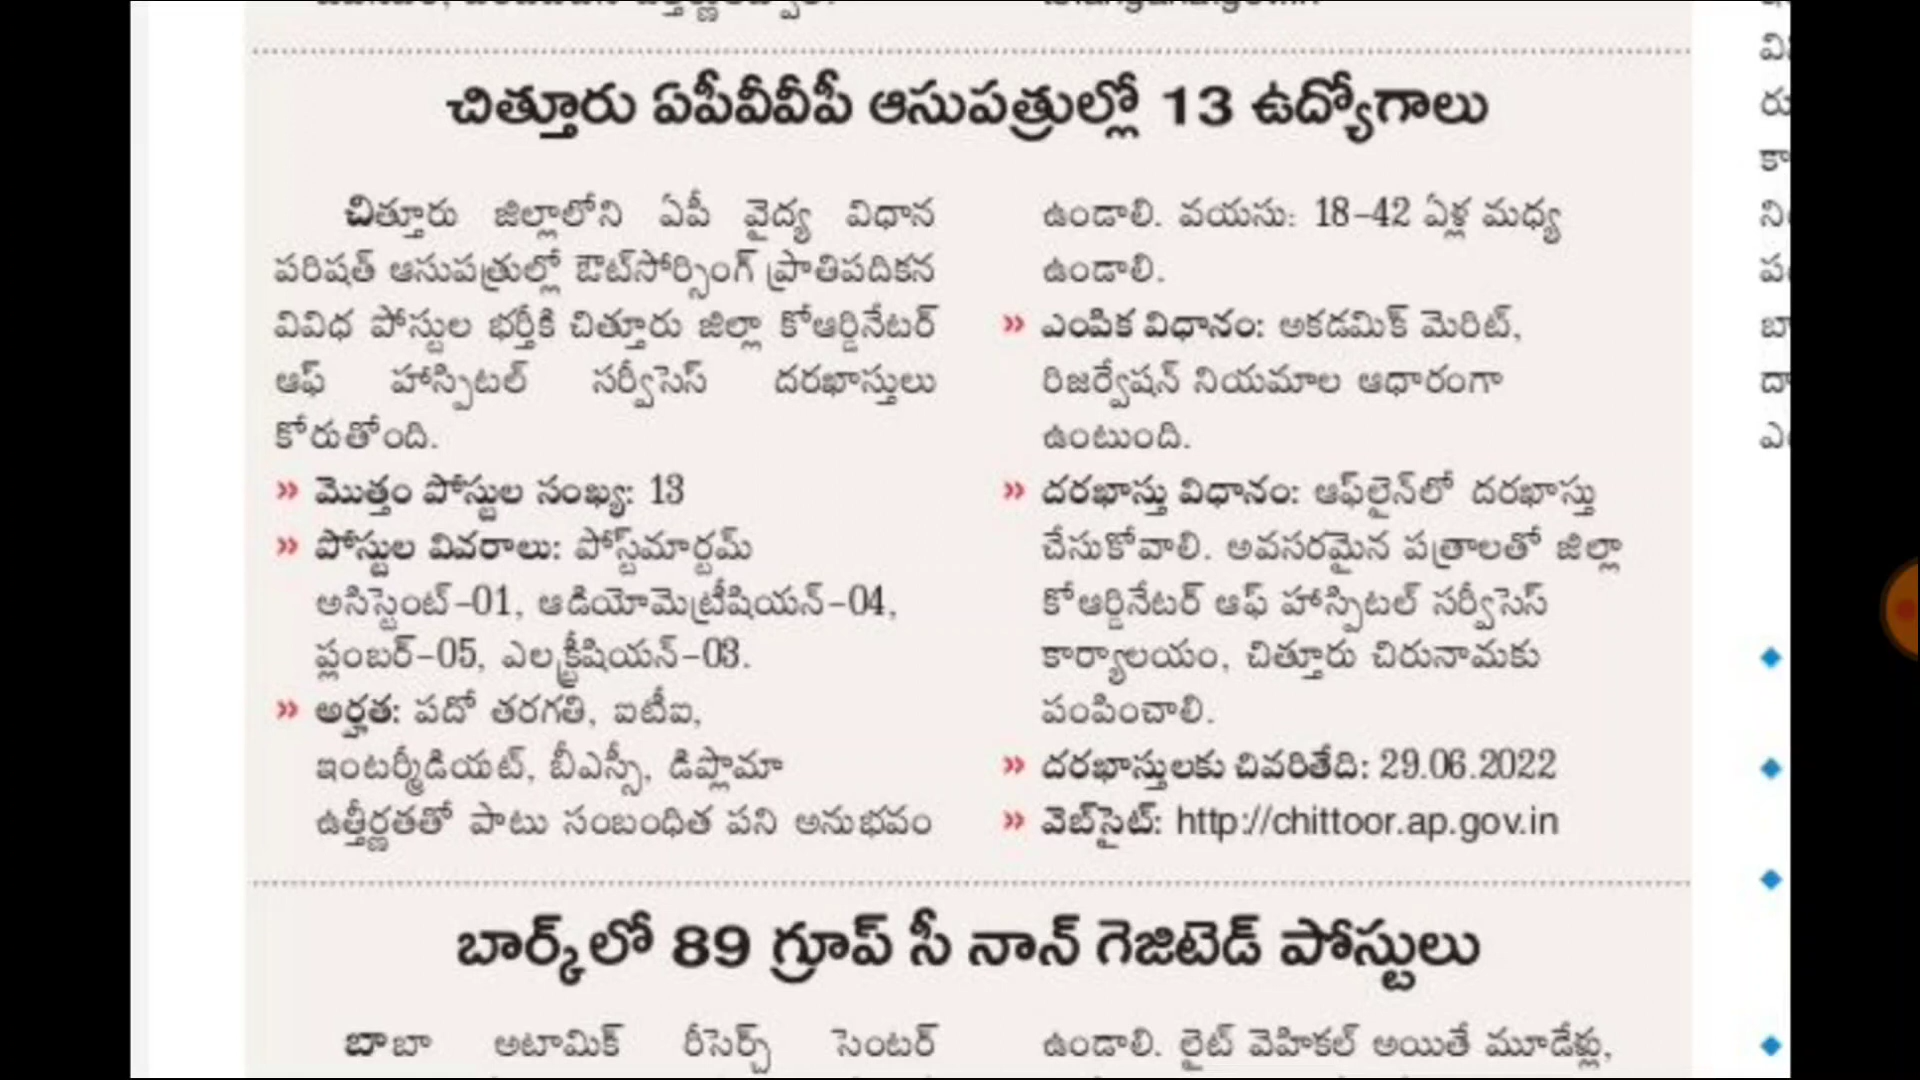 చిత్తూరు ఏపీవీవీపీ ఆసుపత్రుల్లో 13 ఉద్యోగాలు
చిత్తూరు జిల్లాలోని ఏపీ వైద్య విధాన
పరిషత్ ఆసుపత్రుల్లో ఔట్‌సోర్సింగ్ ప్రాతిపదికన
వివిధ పోస్టుల భర్తీకి చిత్తూరు జిల్లా కోఆర్డినేటర్
ఆఫ్ హాస్పిటల్ సర్వీసెస్ దరఖాస్తులు
కోరుతోంది.
» మొత్తం పోస్టుల సంఖ్య: 13
» పోస్టుల వివరాలు: పోస్ట్‌మార్టమ్
అసిస్టెంట్-01, ఆడియోమెట్రీషియన్-04,
ప్లంబర్-05, ఎలక్ట్రీషియన్-03.
» అర్హత: పదో తరగతి, ఐటీఐ,
ఇంటర్మీడియట్, బీఎస్సీ, డిప్లొమా
ఉత్తీర్ణతతో పాటు సంబంధిత పని అనుభవం
ఉండాలి. వయసు: 18-42 ఏళ్ల మధ్య
ఉండాలి.
» ఎంపిక విధానం: అకడమిక్ మెరిట్,
రిజర్వేషన్ నియమాల ఆధారంగా
ఉంటుంది.
» దరఖాస్తు విధానం: ఆఫ్‌లైన్‌లో దరఖాస్తు
చేసుకోవాలి. అవసరమైన పత్రాలతో జిల్లా
కోఆర్డినేటర్ ఆఫ్ హాస్పిటల్ సర్వీసెస్
కార్యాలయం, చిత్తూరు చిరునామకు
పంపించాలి.
» దరఖాస్తులకు చివరితేది: 29.06.2022
» వెబ్‌సైట్: http://chittoor.ap.gov.in
బార్క్‌లో 89 గ్రూప్ సీ నాన్ గెజిటెడ్ పోస్టులు
బాబా అటామిక్ రీసెర్చ్ సెంటర్
ఉండాలి. లైట్ వెహికల్ అయితే మూడేళ్లు,